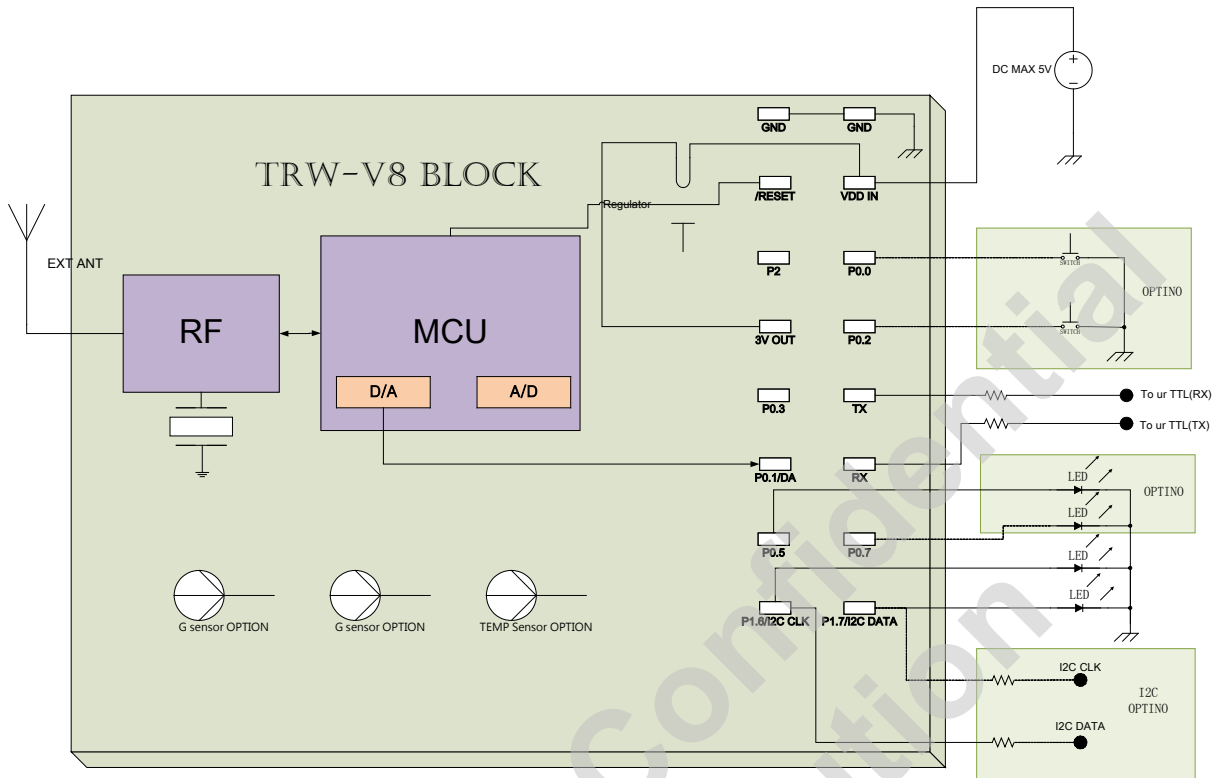 DC MAX 5V
GND
GND
TRW-V8 BLOCK
/RESET
VDD IN
Regulator
EXT ANT
P2
P0.0
SWITCH
OPTINO
RF
MCU
3V OUT
P0.2
SWITCH
D/A
A/D
P0.3
TX
To ur TTL(RX)
To ur TTL(TX)
P0.1/DA
RX
LED
OPTINO
LED
P0.5
P0.7
LED
LED
P1.6/I2C CLK
P1.7/I2C DATA
G sensor OPTION
G sensor OPTION
TEMP Sensor OPTION
I2C CLK
I2C
OPTINO
I2C DATA
Confidential